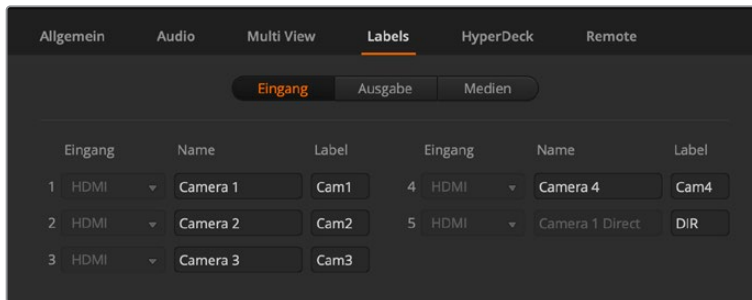 Allgemein Audio Multi View Labels HyperDeck Remote
Eingang Ausgabe Medien
Eingang Name Label Eingang Name Label
1 HDMI Camera 1 Cam1 4 HDMI Camera 4 Cam4
2 HDMI Camera 2 Cam2 5 HDMI Camera 1 Direct DIR
3 HDMI Camera 3 Cam3